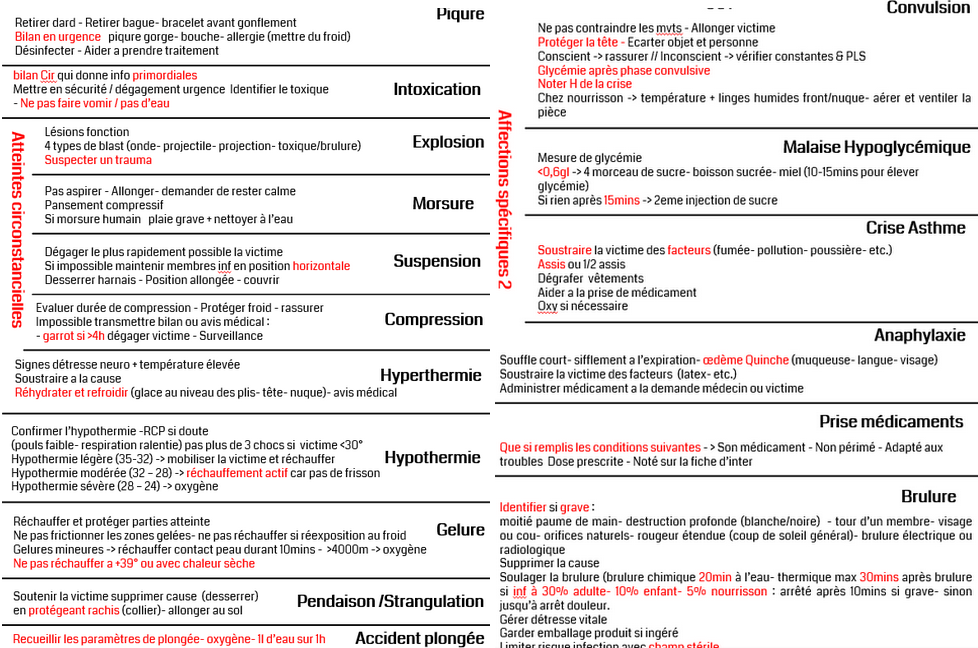 Piqure
Retirer dard - Retirer bague- bracelet avant gonflement
Bilan en urgence  piqure gorge- bouche- allergie (mettre du froid)
Désinfecter - Aider a prendre traitement
Intoxication
bilan Cir qui donne info primordiales
Mettre en sécurité / dégagement urgence  Identifier le toxique
- Ne pas faire vomir / pas d'eau
Atteintes circonstancielles
Explosion
Lésions fonction
4 types de blast (onde- projectile- projection- toxique/brulure)
Suspecter un trauma
Morsure
Pas aspirer - Allonger- demander de rester calme
Pansement compressif
Si morsure humain  plaie grave + nettoyer à l'eau
Suspension
Dégager le plus rapidement possible la victime
Si impossible maintenir membres inf en position horizontale
Desserrer harnais - Position allongée - couvrir
Compression
Evaluer durée de compression - Protéger froid - rassurer
Impossible transmettre bilan ou avis médical :
- garrot si >4h dégager victime - Surveillance
Hyperthermie
Signes détresse neuro + température élevée
Soustraire a la cause
Réhydrater et refroidir (glace au niveau des plis- tête- nuque)- avis médical
Hypothermie
Confirmer l'hypothermie -RCP si doute
(pouls faible- respiration ralentie) pas plus de 3 chocs si  victime <30°
Hypothermie légère (35-32) -> mobiliser la victime et réchauffer
Hypothermie modérée (32 – 28) -> réchauffement actif car pas de frisson
Hypothermie sévère (28 – 24) -> oxygène
Gelure
Réchauffer et protéger parties atteinte
Ne pas frictionner les zones gelées- ne pas réchauffer si réexposition au froid
Gelures mineures -> réchauffer contact peau durant 10mins -  >4000m -> oxygène
Ne pas réchauffer a +39° ou avec chaleur sèche
Pendaison /Strangulation
Soutenir la victime supprimer cause  (desserrer)
en protégeant rachis (collier)- allonger au sol
Accident plongée
Recueillir les paramètres de plongée- oxygène- 1l d'eau sur 1h
Convulsion
Ne pas contraindre les mvts - Allonger victime
Protéger la tête - Ecarter objet et personne
Conscient -> rassurer // Inconscient -> vérifier constantes & PLS
Glycémie après phase convulsive
Noter H de la crise
Chez nourrisson -> température + linges humides front/nuque- aérer et ventiler la
pièce
Affections spécifiques 2
Malaise Hypoglycémique
Mesure de glycémie
<0,6gl -> 4 morceau de sucre- boisson sucrée- miel (10-15mins pour élever
glycémie)
Si rien après 15mins -> 2eme injection de sucre
Crise Asthme
Soustraire la victime des facteurs (fumée- pollution- poussière- etc.)
Assis ou 1/2 assis
Dégrafer  vêtements
Aider a la prise de médicament
Oxy si nécessaire
Anaphylaxie
Souffle court- sifflement a l'expiration- œdème Quinche (muqueuse- langue- visage)
Soustraire la victime des facteurs  (latex- etc.)
Administrer médicament a la demande médecin ou victime
Prise médicaments
Que si remplis les conditions suivantes - > Son médicament - Non périmé - Adapté aux
troubles  Dose prescrite - Noté sur la fiche d'inter
Brulure
Identifier si grave :
moitié paume de main- destruction profonde (blanche/noire)  - tour d'un membre- visage
ou cou- orifices naturels- rougeur étendue (coup de soleil général)- brulure électrique ou
radiologique
Supprimer la cause
Soulager la brulure (brulure chimique 20min à l'eau- thermique max 30mins après brulure
si inf à 30% adulte- 10% enfant- 5% nourrisson : arrêté après 10mins si grave- sinon
jusqu'à arrêt douleur.
Gérer détresse vitale
Garder emballage produit si ingéré
Limiter risque infection avec champ stérile